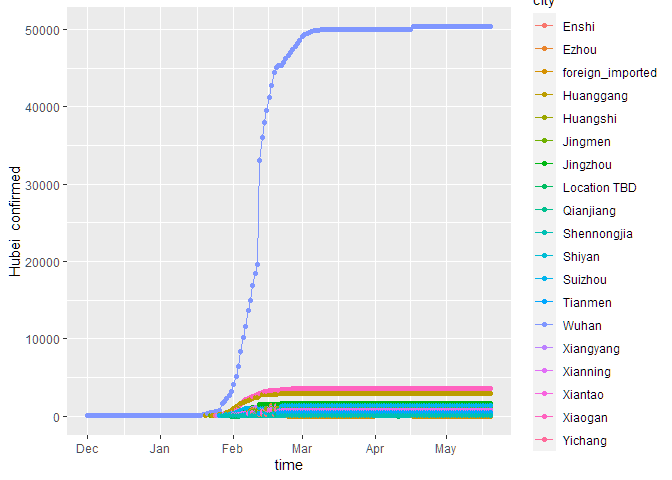 City
50000
40000
30000
20000
10000
0
Hubei confirmed
Dec Jan Feb Mar Apr May
time
Enshi
Ezhou
foreign_imported
Huanggang
Huangshi
Jingmen
Jingzhou
Location TBD
Qianjiang
Shennongjia
Shiyan
Suizhou
Tianmen
Wuhan
Xiangyang
Xianning
Xiantao
Xiaogan
Yichang